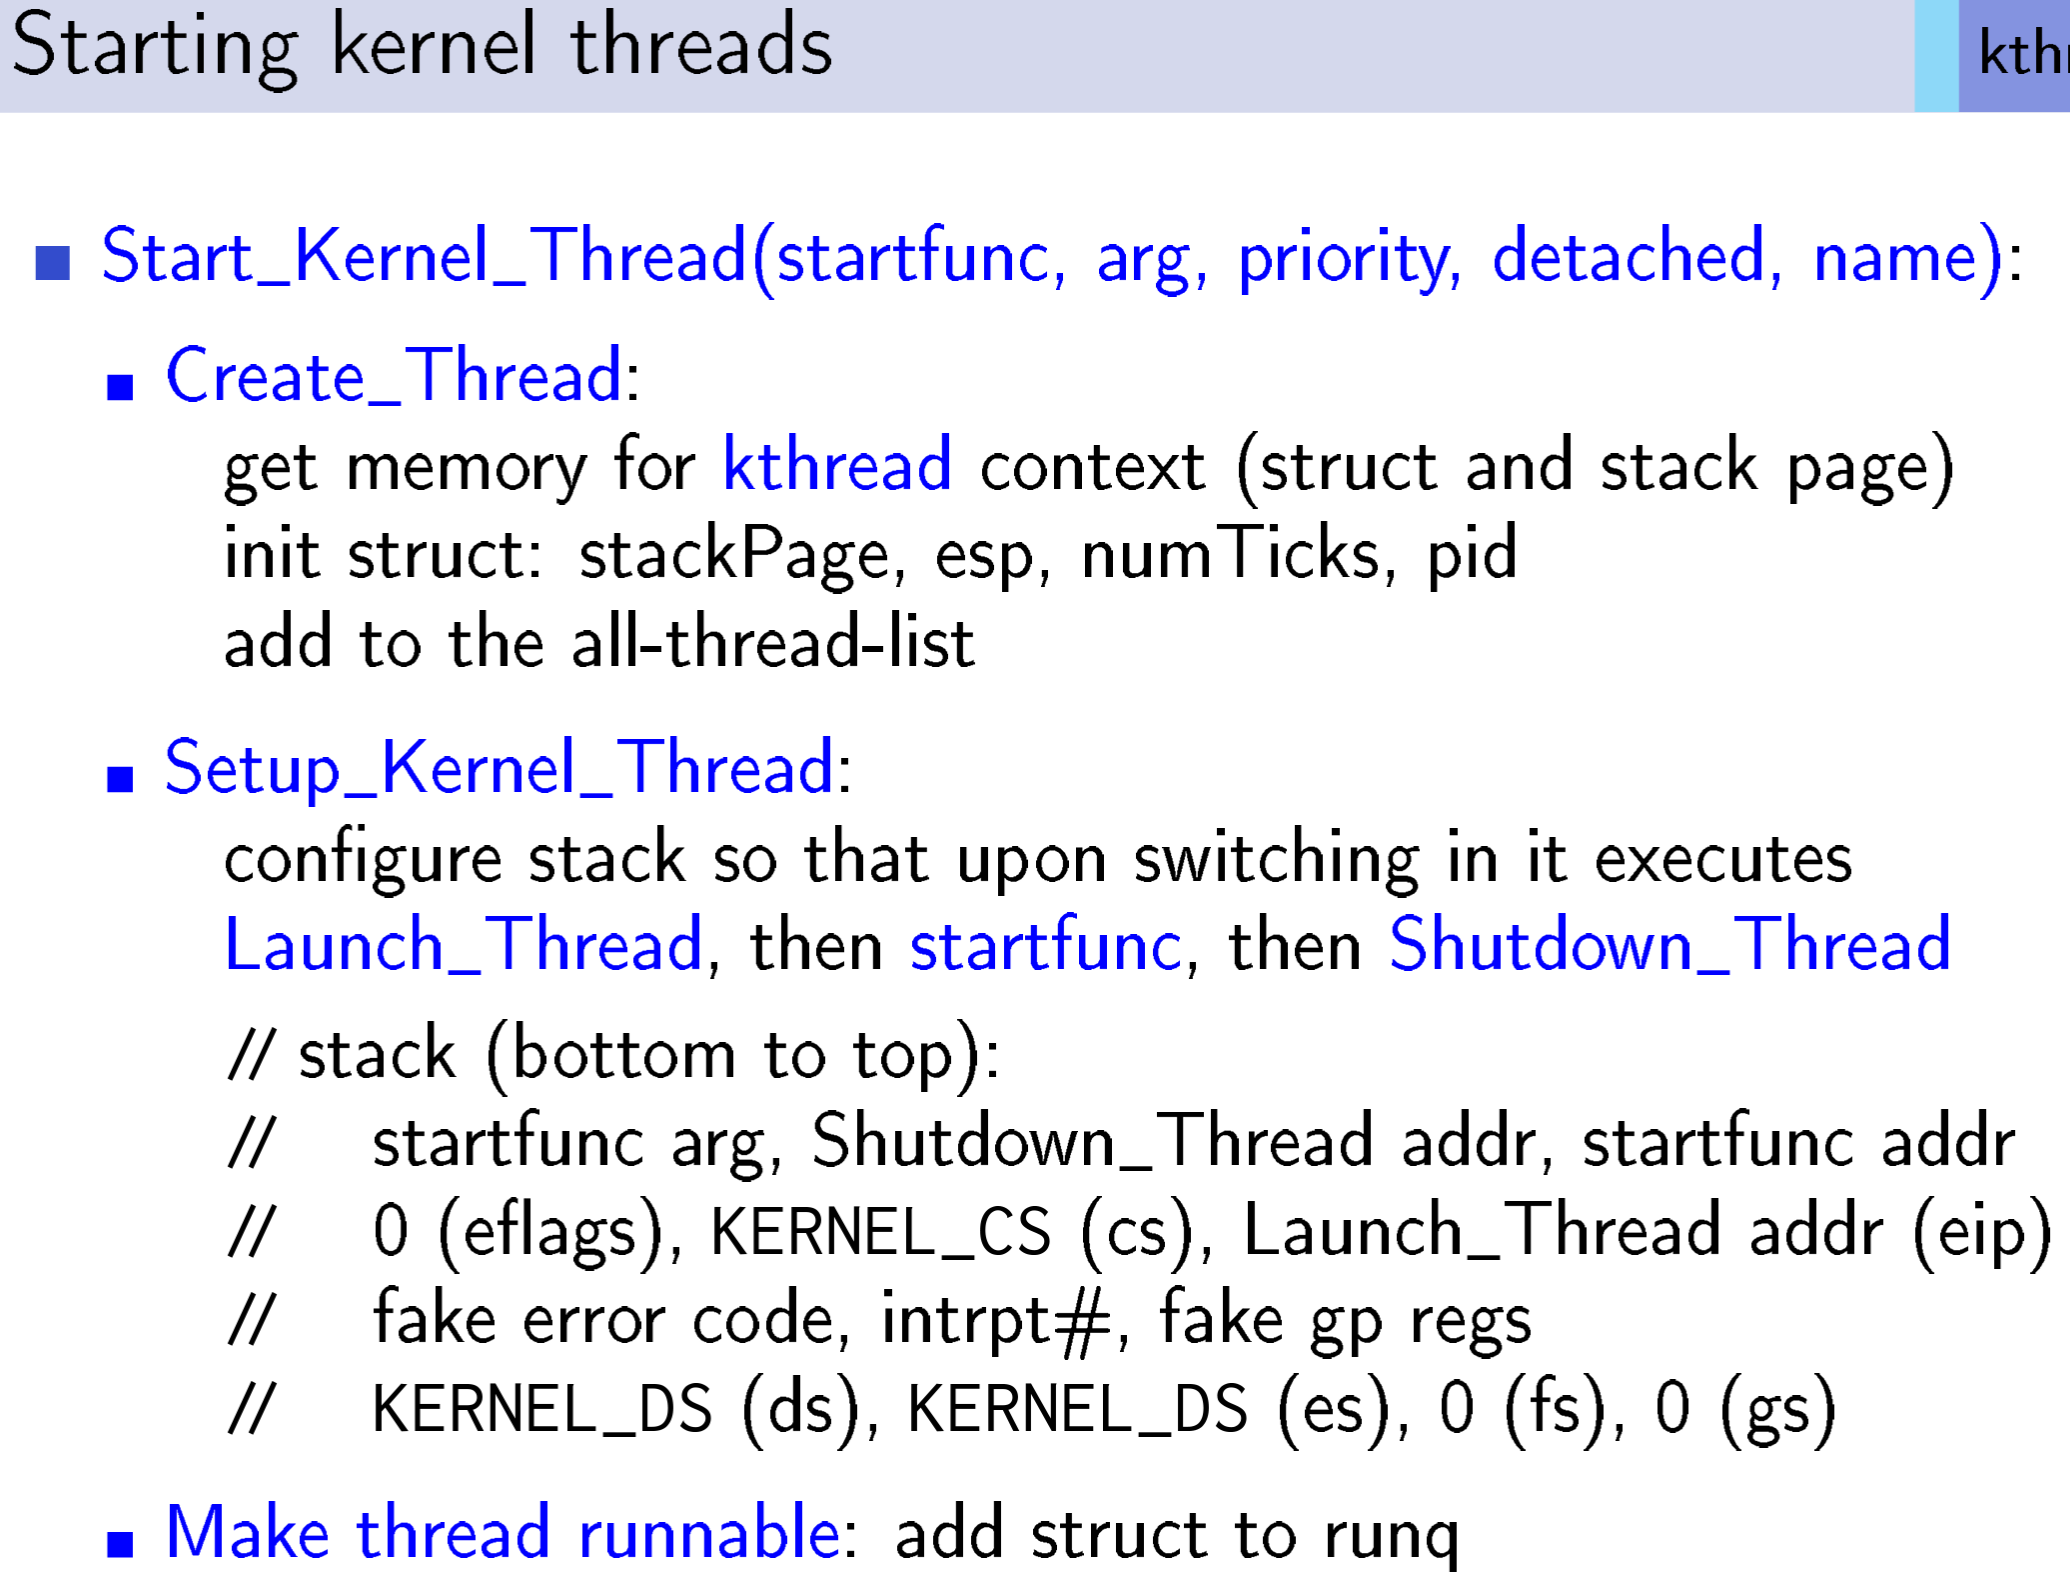 Starting kernel threads
Start_Kernel_Thread(startfunc, arg, priority, detached, name):
Create_Thread:
get memory for kthread context (struct and stack page)
init struct: stackPage, esp, numTicks, pid
add to the all-thread-list
Setup_Kernel_Thread:
configure stack so that upon switching in it executes
Launch_Thread, then startfunc, then Shutdown_Thread
// stack (bottom to top):
// startfunc arg, Shutdown_Thread addr, startfunc addr
// 0 (eflags), KERNEL_CS (cs), Launch_Thread addr (eip)
// fake error code, intrpt#, fake gp regs
// KERNEL_DS (ds), KERNEL_DS (es), 0 (fs), 0 (gs)
Make thread runnable: add struct to runq